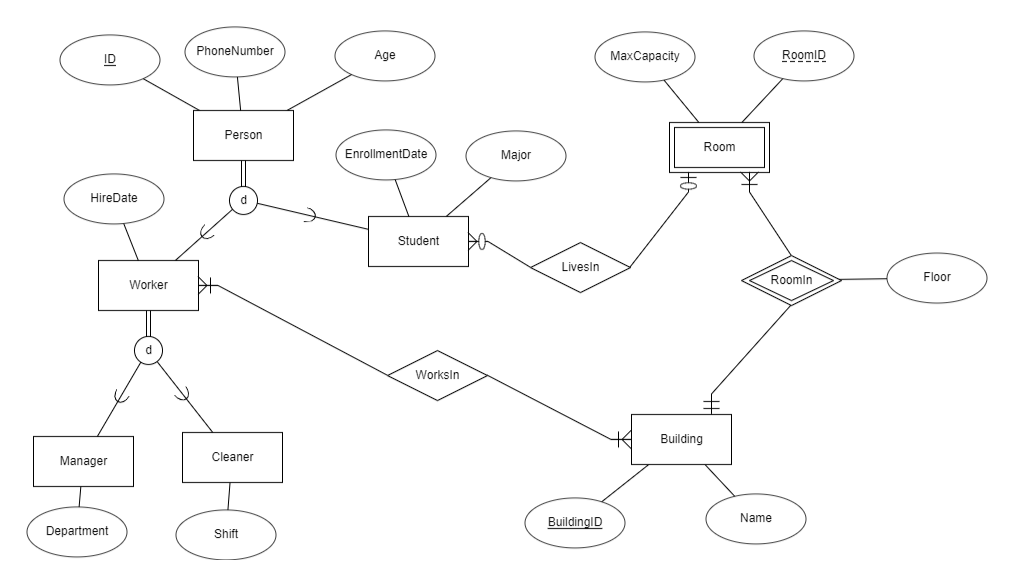 ID
PhoneNumber
Age
MaxCapacity
RoomID
Person
Room
EnrollmentDate
Major
HireDate
d
Student
LivesIn
Worker
RoomIn
Floor
d
WorksIn
Building
Manager
Cleaner
Department
Shift
BuildingID
Name